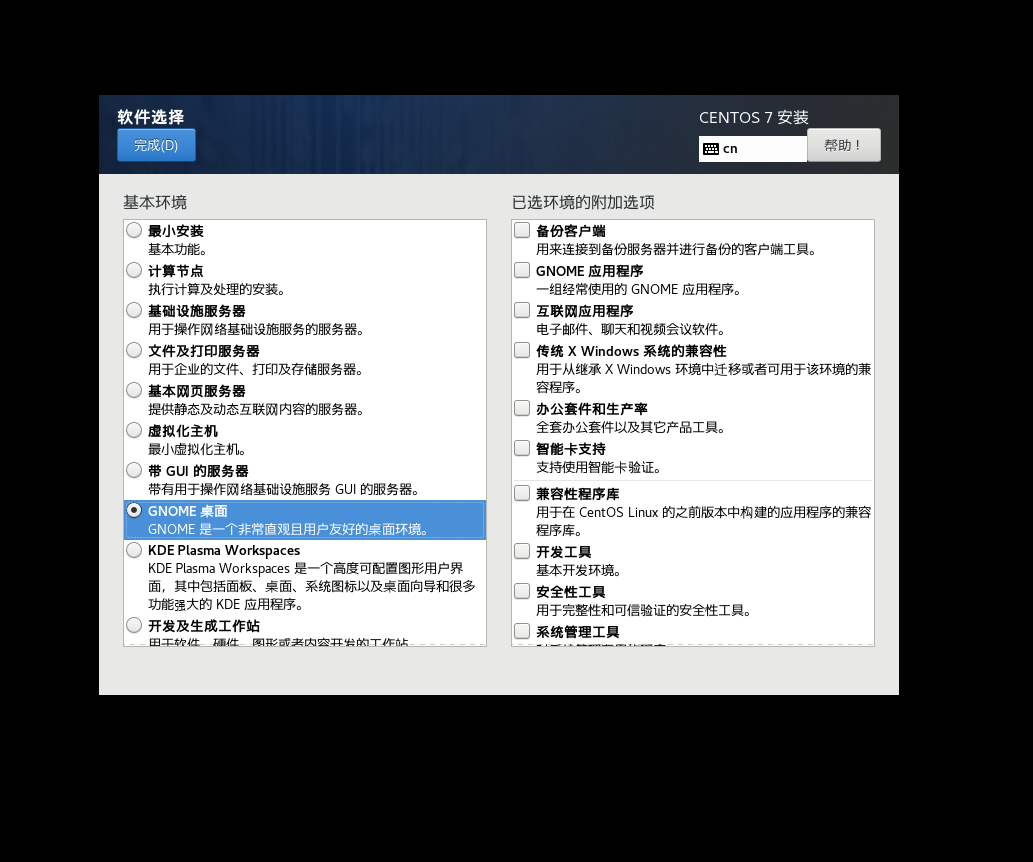 软件选择
CENTOS 7 安装
完成(D)
cn
帮助！
基本环境
最小安装
基本功能。
计算节点
执行计算及处理的安装。
基础设施服务器
用于操作网络基础设施服务的服务器。
文件及打印服务器
用于企业的文件、打印及存储服务器。
基本网页服务器
提供静态及动态互联网内容的服务器。
虚拟化主机
最小虚拟化主机。
带 GUI 的服务器
带有用于操作网络基础设施服务 GUI 的服务器。
GNOME 桌面
GNOME 是一个非常直观且用户友好的桌面环境。
KDE Plasma Workspaces
KDE Plasma Workspaces 是一个高度可配置图形用户界
面，其中包括面板、桌面、系统图标以及桌面向导和很多
功能强大的 KDE 应用程序。
开发及生成工作站
用于软件、硬件、图形或者内容开发的工作站
已选环境的附加选项
备份客户端
用来连接到备份服务器并进行备份的客户端工具。
GNOME 应用程序
一组经常使用的 GNOME 应用程序。
互联网应用程序
电子邮件、聊天和视频会议软件。
传统 X Windows 系统的兼容性
用于从继承 X Windows 环境中迁移或者可用于该环境的兼
容程序。
办公套件和生产率
全套办公套件以及其它产品工具。
智能卡支持
支持使用智能卡验证。
兼容性程序库
用于在 CentOS Linux 的之前版本中构建的应用程序的兼容
程序库。
开发工具
基本开发环境。
安全性工具
用于完整性和可信验证的安全性工具。
系统管理工具